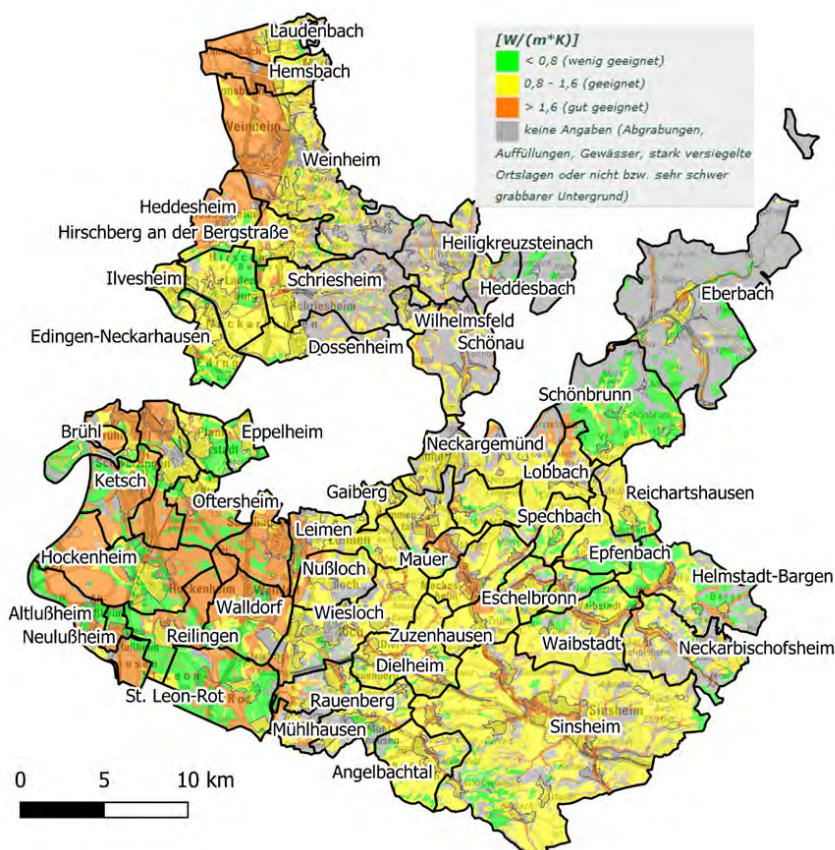 Laudenbach
Hemsbach
Weinheim
Heddesheim
Hirschberg an der Bergstraße
Heiligkreuzsteinach
Ilvesheim
Schriesheim
Heddesbach
Eberbach
Edingen-Neckarhausen
Wilhelmsfeld
Dossenheim
Schönau
Schönbrunn
Brühl
Eppelheim
Neckargemünd
Ketsch
Lobbach
Oftersheim
Gaiberg
Reichartshausen
Leimen
Spechbach
Hockenheim
Mauer
Epfenbach
Nußloch
Helmstadt-Bargen
Altlußheim
Walldorf
Wiesloch
Eschelbronn
Neulußheim
Reilingen
Zuzenhausen
Waibstadt
Neckarbischofsheim
Dielheim
St. Leon-Rot
Rauenberg
Mühlhausen
Sinsheim
Angelbachtal
[W/(m*K)]
< 0,8 (wenig geeignet)
0,8 - 1,6 (geeignet)
> 1,6 (gut geeignet)
keine Angaben (Abgrabungen,
Auffüllungen, Gewässer, stark versiegelte
Ortslagen oder nicht bzw. sehr schwer
grabbarer Untergrund)
0 5 10 km